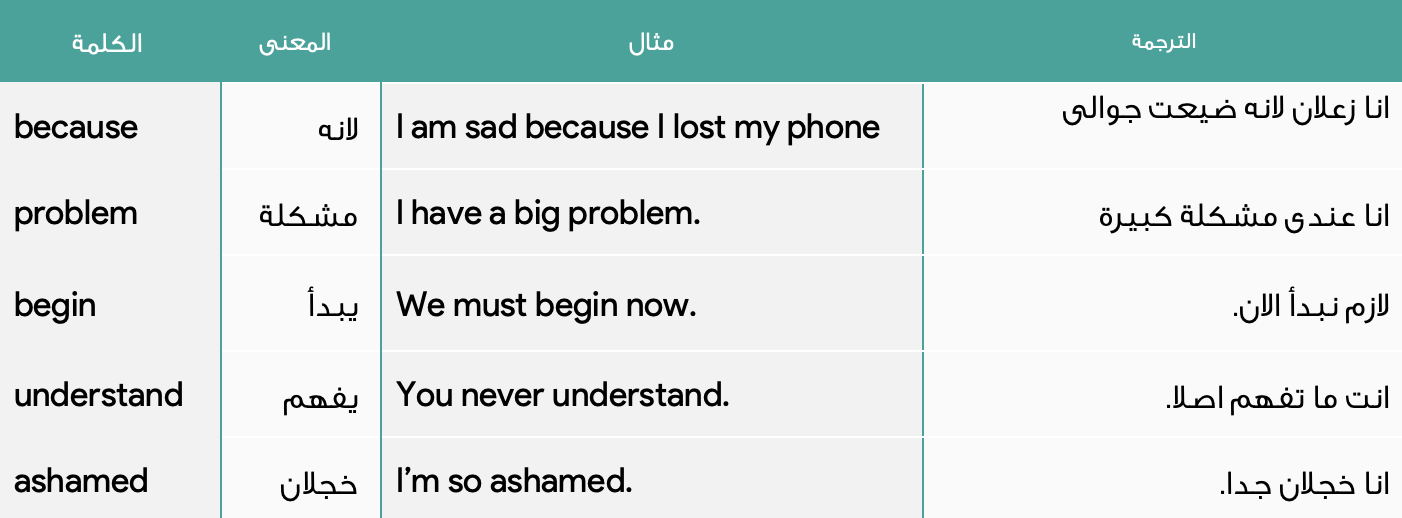 الكلمة المعنى مثال الترجمة
because لانه I am sad because I lost my phone انا زعلان لانه ضيعت جوالى
problem مشكلة I have a big problem. انا عندى مشكلة كبيرة
begin يبدأ We must begin now. لازم نبدأ الان.
understand يفهم You never understand. انت ما تفهم اصلا.
ashamed خجلان I'm so ashamed. انا خجلان جدا.